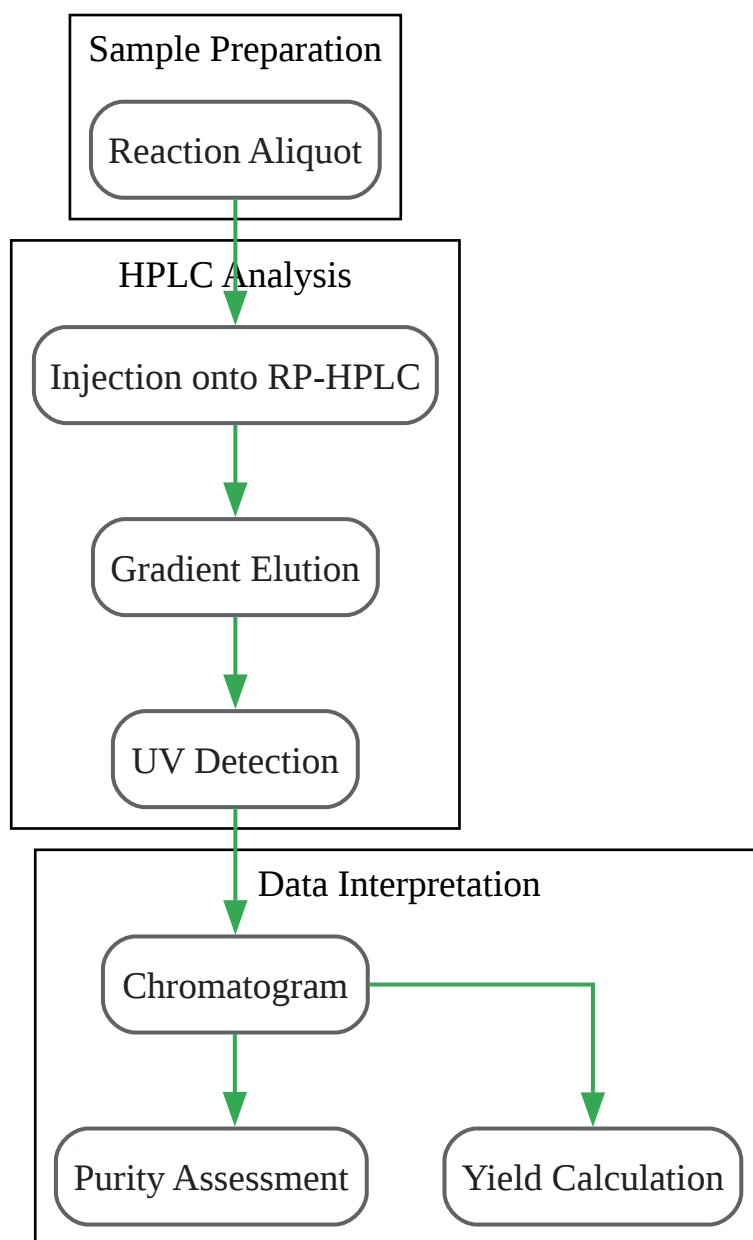 Sample Preparation
Reaction Aliquot
HPLC Analysis
Injection onto RP-HPLC
Gradient Elution
UV Detection
Data Interpretation
Chromatogram
Purity Assessment
Yield Calculation